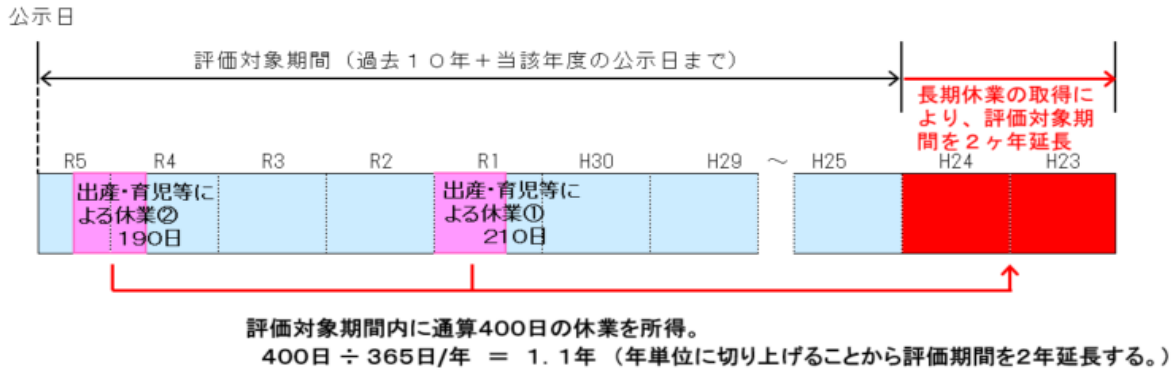 公示日
評価対象期間（過去１０年＋当該年度の公示日まで）
長期休業の取得に
より、評価対象期
間を２ヶ年延長
R5 R4 R3 R2 R1 H30 H29 ～ H25 H24 H23
出産・育児等に
よる休業②
190日
出産・育児等に
よる休業①
210日
評価対象期間内に通算400日の休業を所得。
400日 ÷ 365日/年 ＝ 1．1年 （年単位に切り上げることから評価期間を2年延長する。）